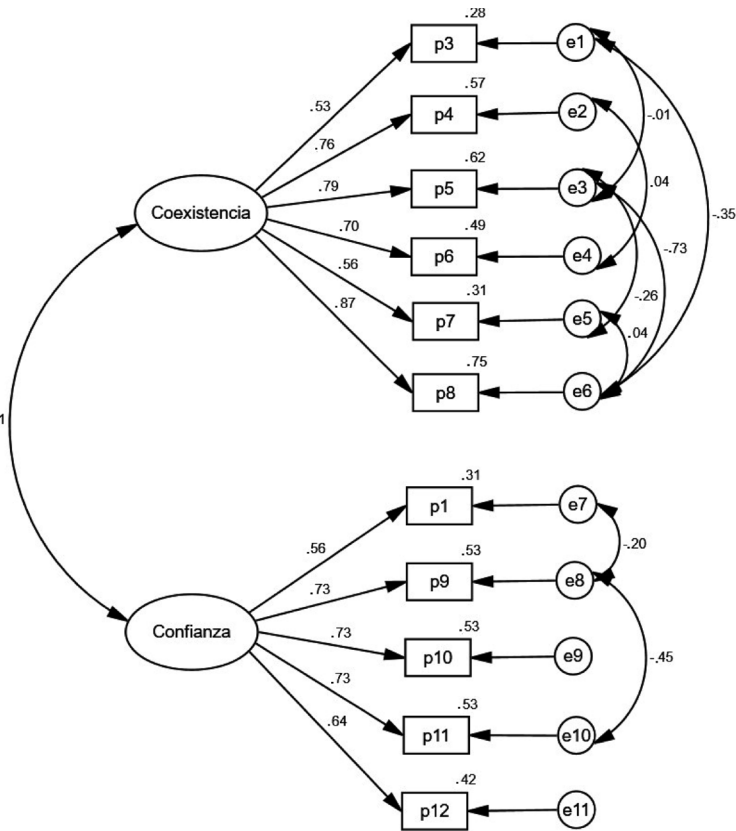 .28
p3
e1
.53
.57
p4
e2
-.01
.76
.62
p5
e3
.04
.79
Coexistencia
-.35
.49
p6
e4
.70
-.73
.31
p7
e5
.56
-.26
.87
.04
.75
p8
e6
1
.31
p1
e7
.56
-.20
.53
p9
e8
.73
Confianza
.53
p10
e9
.73
-.45
.53
p11
e10
.73
.64
.42
p12
e11